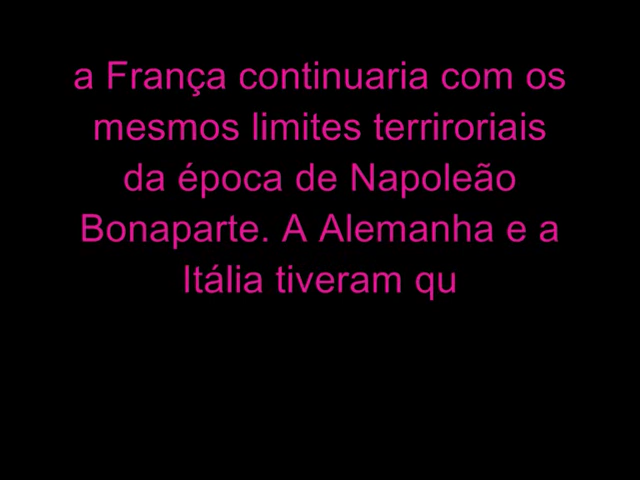 a França continuaria com os
mesmos limites terriroriais
da época de Napoleão
Bonaparte. A Alemanha e a
Itália tiveram qu